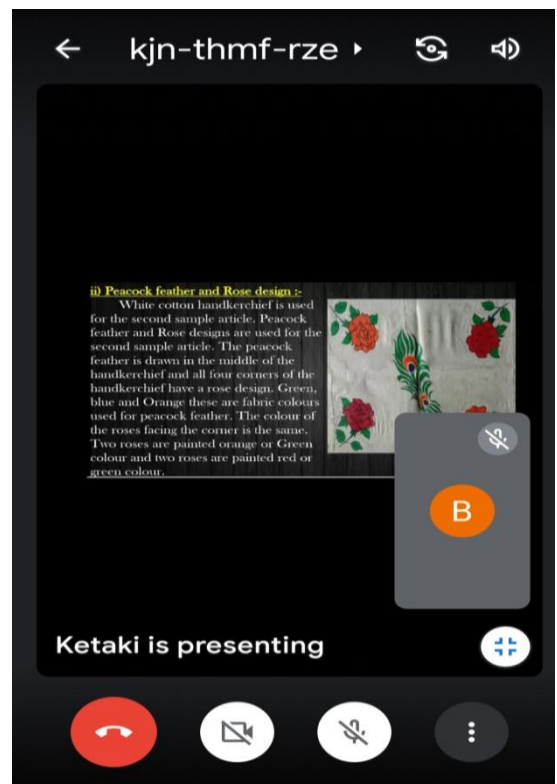 kjn-thmf-rze
ii) Peacock feather and Rose design :-
White cotton handkerchief is used
for the second sample article. Peacock
feather and Rose designs are used for the
second sample article. The peacock
feather is drawn in the middle of the
handkerchief and all four corners of the
handkerchief have a rose design. Green,
blue and Orange these are fabric colours
used for peacock feather. The colour of
the roses facing the corner is the same.
Two roses are painted orange or Green
colour and two roses are painted red or
green colour.
B
Ketaki is presenting